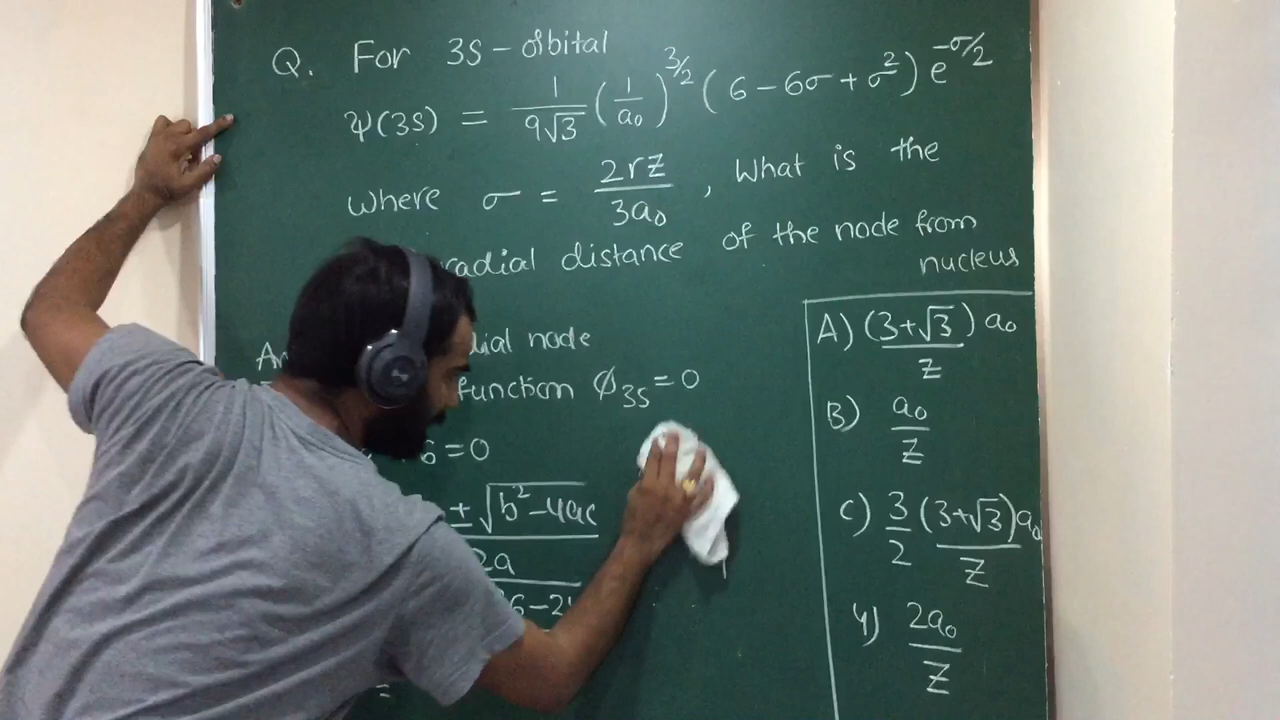 Q. For 3S-orbital
ψ(3S) = 1/9√3 (1/a₀)^3/2 (6-6σ+σ²) e^-σ/2
where σ = 2rZ/3a₀, What is the
radial distance of the node from
nucleus
node
function ϕ₃S=0
6=0
± √b²-4ac
2a
A) (3+√3) a₀/Z
B) a₀/Z
C) 3/2 (3+√3)a₀/Z
4) 2a₀/Z